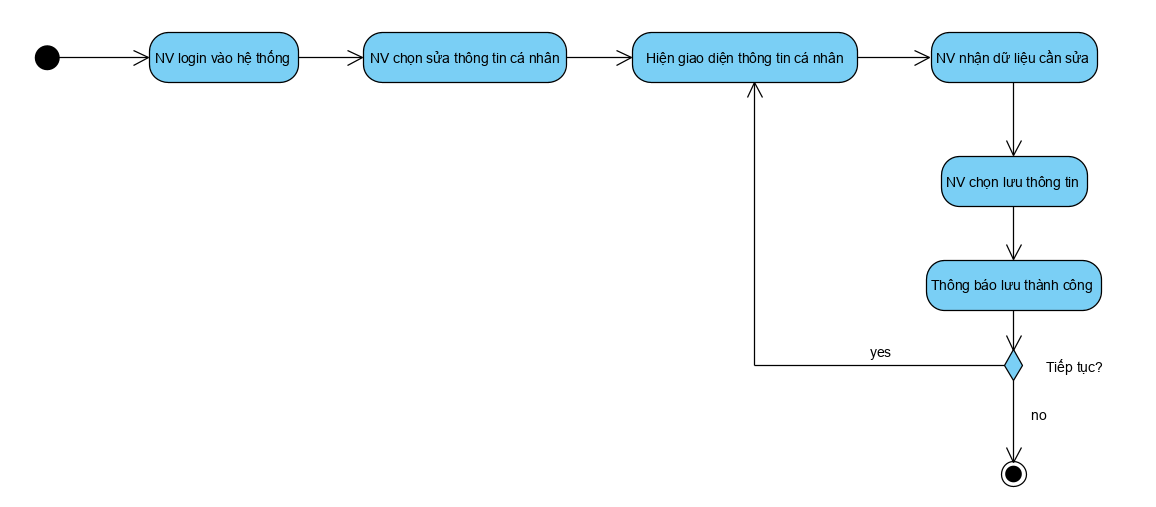 NV login vào hệ thống
NV chọn sửa thông tin cá nhân
Hiện giao diện thông tin cá nhân
NV nhận dữ liệu cần sửa
NV chọn lưu thông tin
Thông báo lưu thành công
yes
Tiếp tục?
no